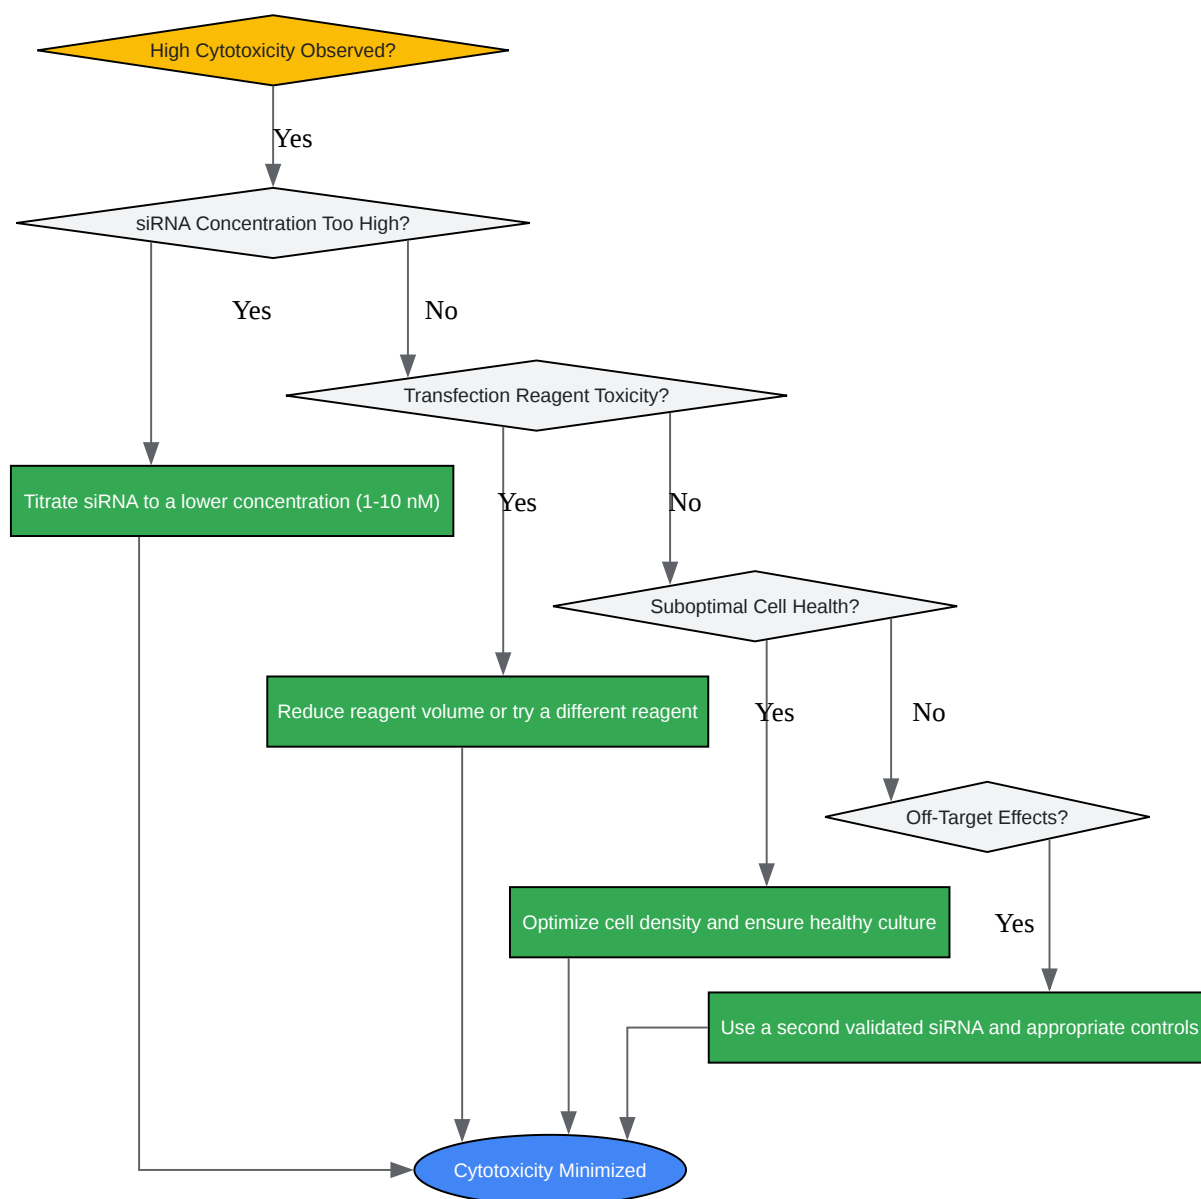 High Cytotoxicity Observed?
Yes
siRNA Concentration Too High?
Yes
No
Transfection Reagent Toxicity?
Titrate siRNA to a lower concentration (1-10 nM)
Yes
No
Suboptimal Cell Health?
Reduce reagent volume or try a different reagent
Yes
No
Off-Target Effects?
Optimize cell density and ensure healthy culture
Yes
Use a second validated siRNA and appropriate controls
Cytotoxicity Minimized